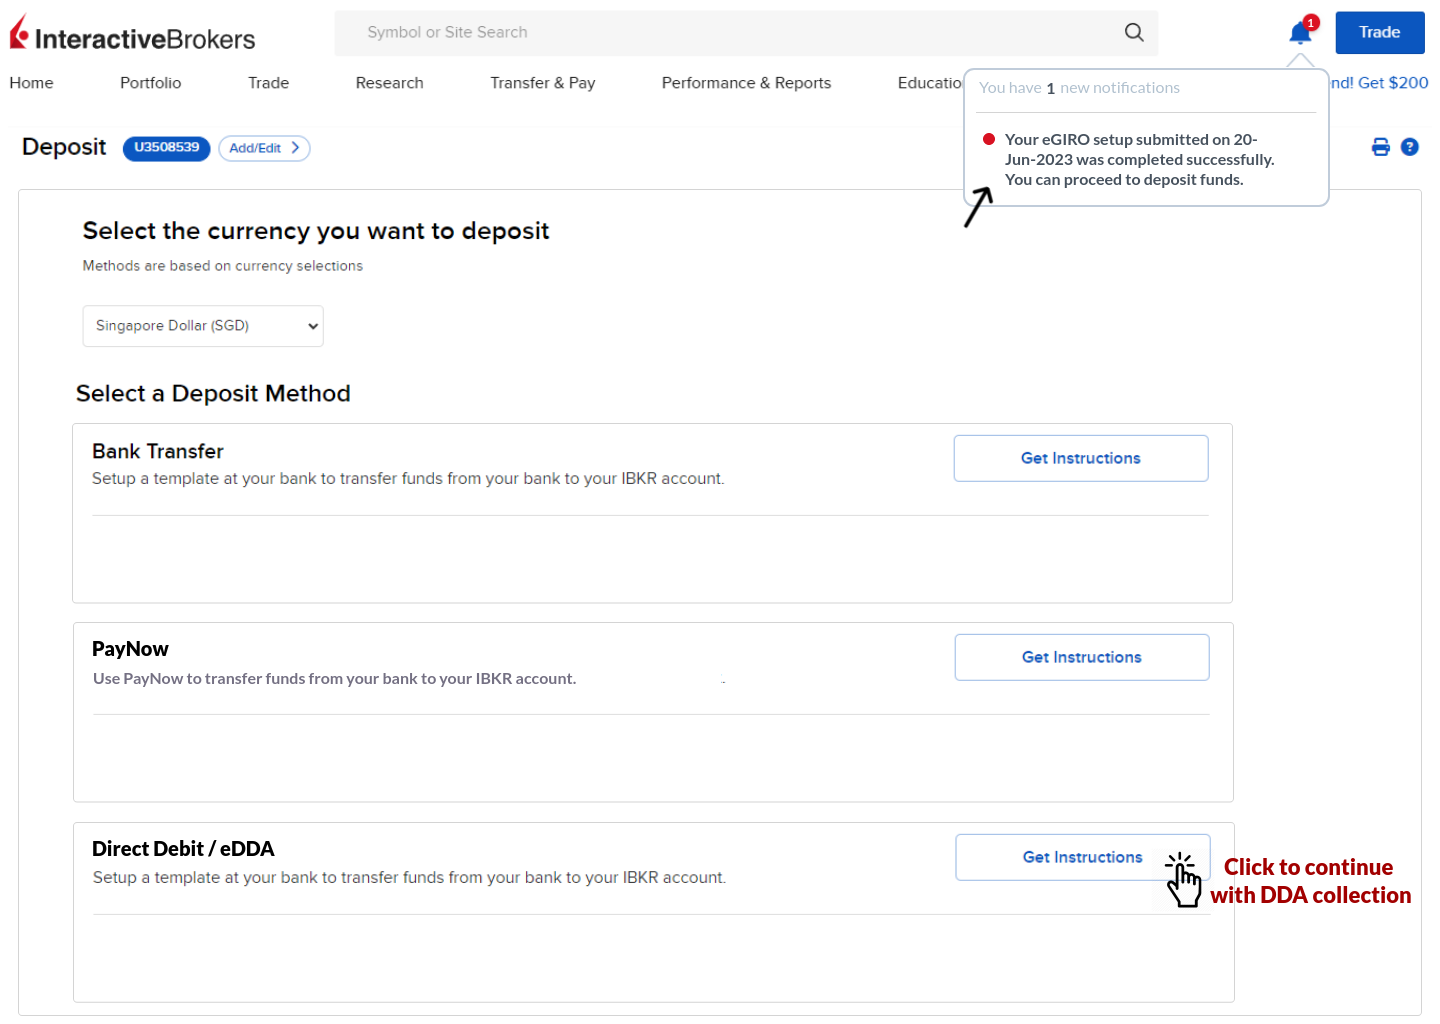 InteractiveBrokers
Symbol or Site Search
1
Trade
Home Portfolio Trade Research Transfer & Pay Performance & Reports Educatio nd! Get $200
You have 1 new notifications
Your eGIRO setup submitted on 20-
Jun-2023 was completed successfully.
You can proceed to deposit funds.
Deposit U3508539 Add/Edit
?
Select the currency you want to deposit
Methods are based on currency selections
Singapore Dollar (SGD)
Select a Deposit Method
Bank Transfer
Get Instructions
Setup a template at your bank to transfer funds from your bank to your IBKR account.
PayNow
Get Instructions
Use PayNow to transfer funds from your bank to your IBKR account.
Direct Debit / eDDA
Get Instructions
Setup a template at your bank to transfer funds from your bank to your IBKR account.
Click to continue
with DDA collection